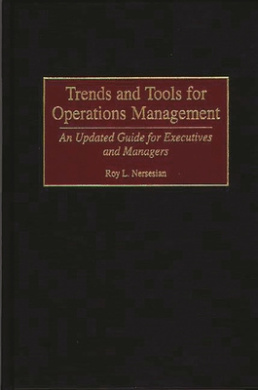 Trends and Tools for
Operations Management
An Updated Guide for Executives
and Managers
Roy L. Nersesian